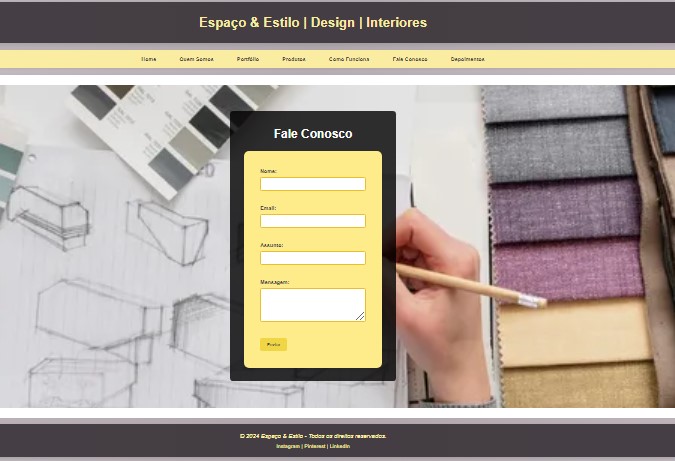 Espaço & Estilo | Design | Interiores
Home Quem Somos Portfólio Produtos Como Funciona Fale Conosco Depoimentos
Fale Conosco
Nome:
Email:
Assunto:
Mensagem:
Enviar
© 2024 Espaço & Estilo - Todos os direitos reservados.
Instagram | Pinterest | LinkedIn